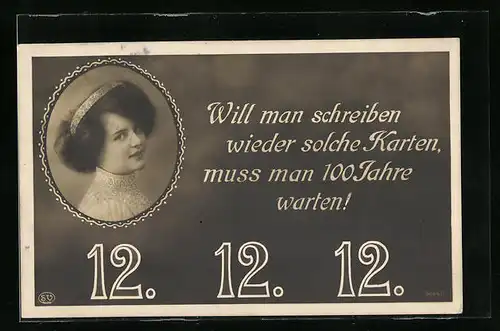 Will man schreiben
wieder solche Karten,
muss man 100 Jahre
warten!
12. 12. 12.